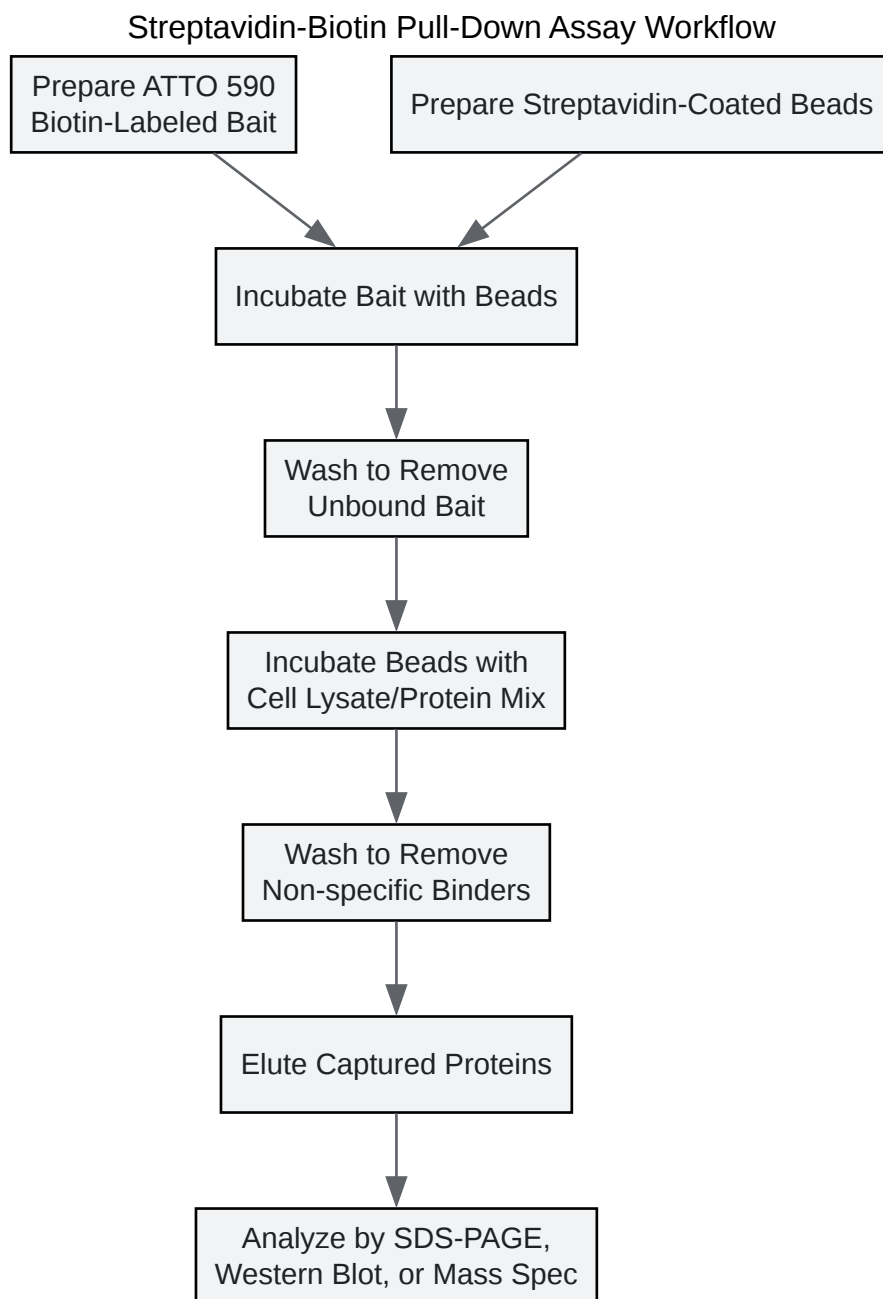 Streptavidin-Biotin Pull-Down Assay Workflow
Prepare ATTO 590
Biotin-Labeled Bait
Prepare Streptavidin-Coated Beads
Incubate Bait with Beads
Wash to Remove
Unbound Bait
Incubate Beads with
Cell Lysate/Protein Mix
Wash to Remove
Non-specific Binders
Elute Captured Proteins
Analyze by SDS-PAGE,
Western Blot, or Mass Spec